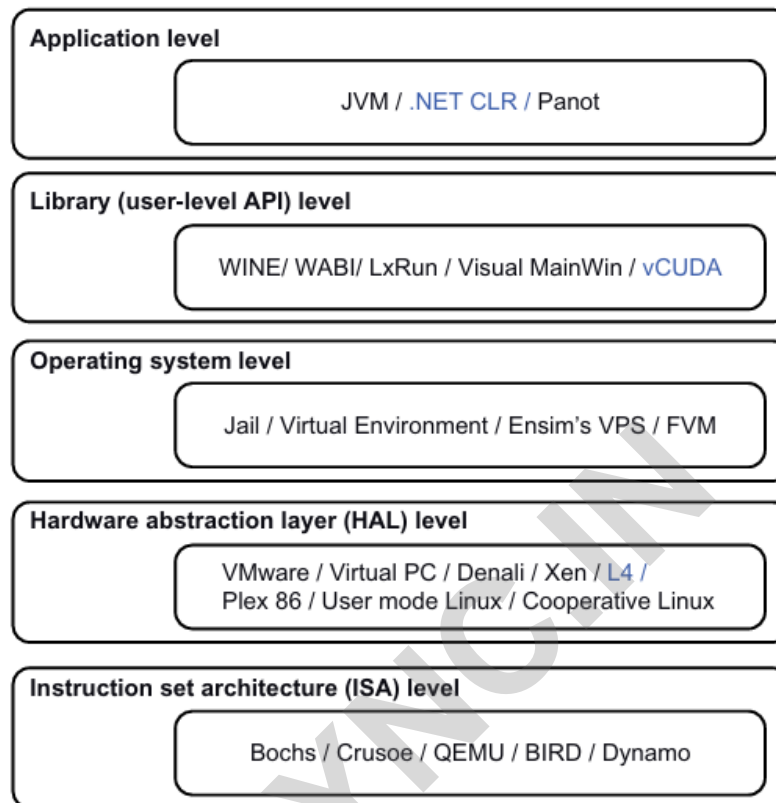 Application level
JVM / .NET CLR / Panot
Library (user-level API) level
WINE/ WABI/ LxRun / Visual MainWin / vCUDA
Operating system level
Jail / Virtual Environment / Ensim's VPS / FVM
Hardware abstraction layer (HAL) level
VMware / Virtual PC / Denali / Xen / L4 /
Plex 86 / User mode Linux / Cooperative Linux
Instruction set architecture (ISA) level
Bochs / Crusoe / QEMU / BIRD / Dynamo
YNC.IN